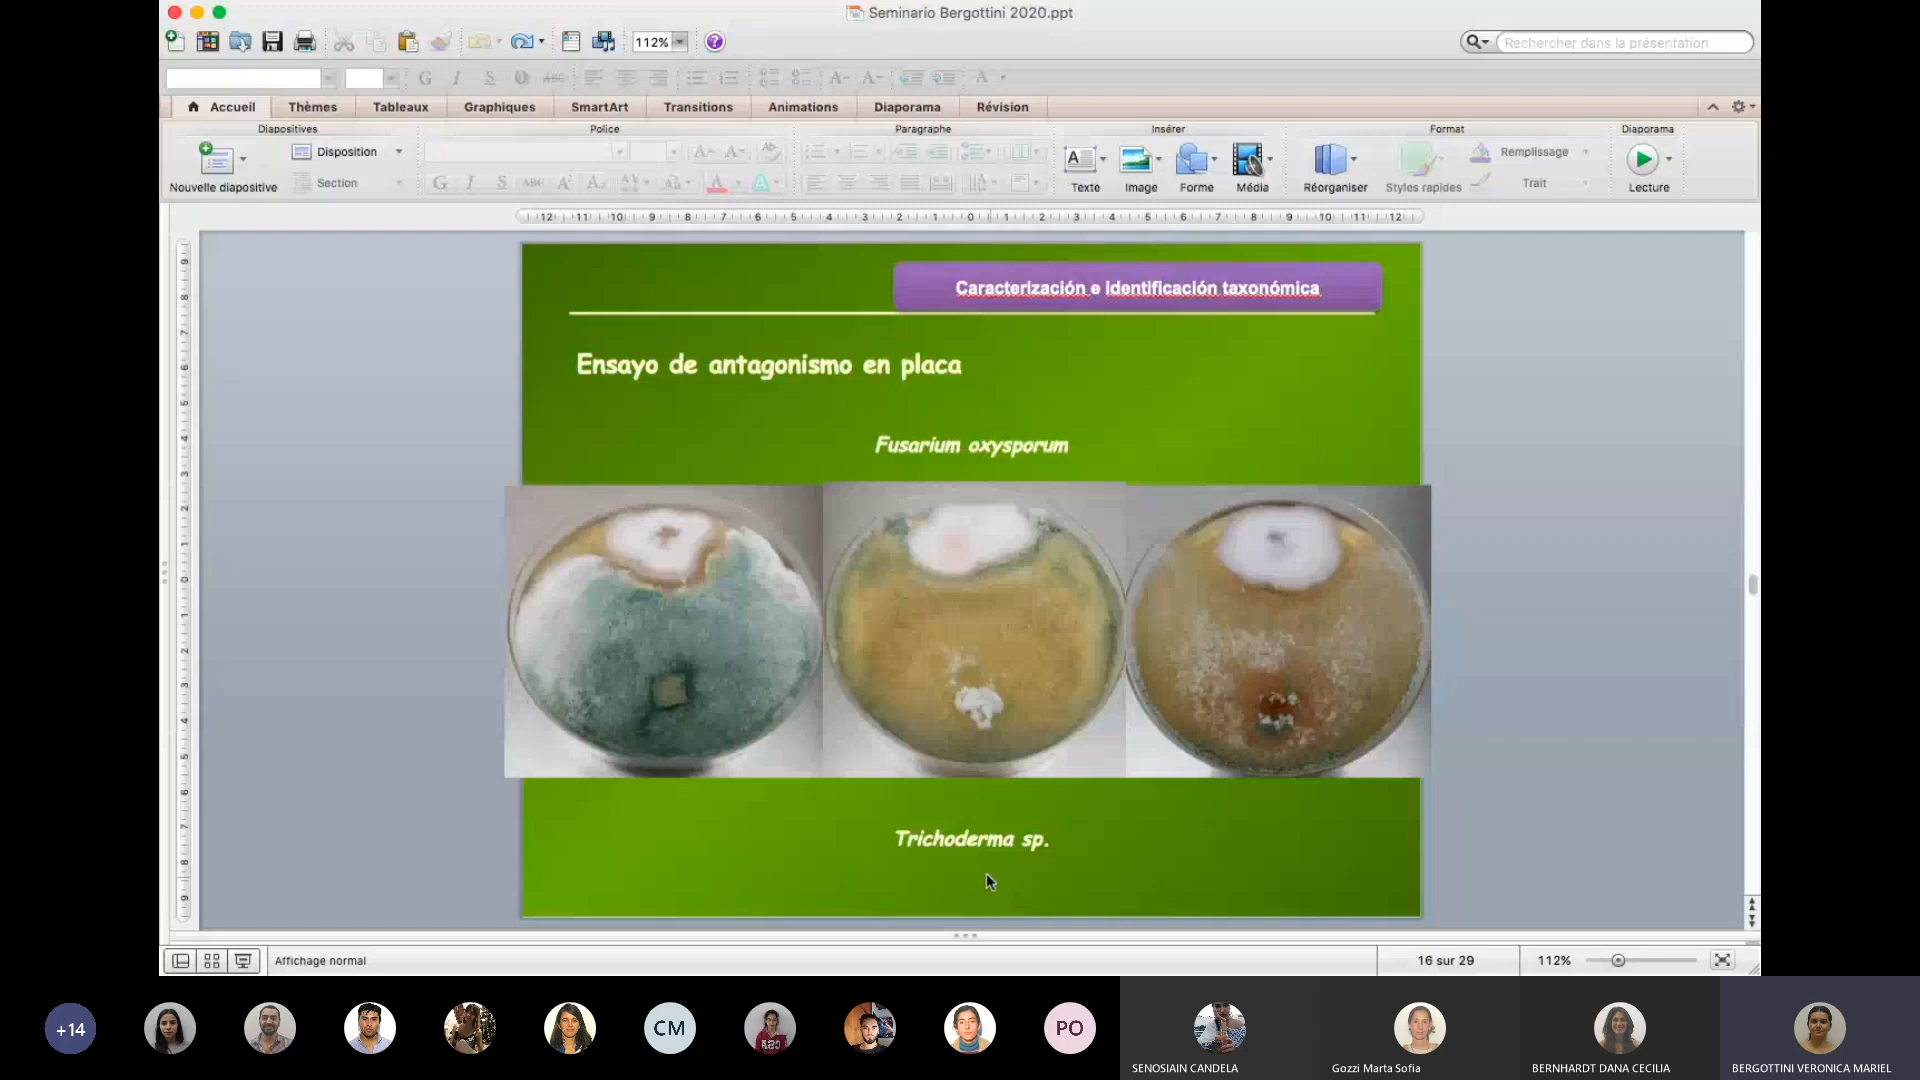 Seminario Bergottini 2020.ppt
112%
Rechercher dans la présentation
Accueil
Thèmes
Tableaux
Graphiques
SmartArt
Transitions
Animations
Diaporama
Révision
Diapositives
Police
Paragraphe
Insérer
Format
Diaporama
Nouvelle diapositive
Disposition
Section
Texte
Image
Forme
Média
Réorganiser
Styles rapides
Remplissage
Trait
Lecture
Caracterización e identificación taxonómica
Ensayo de antagonismo en placa
Fusarium oxysporum
Trichoderma sp.
Affichage normal
16 sur 29
112%
+14
CM
PO
SENOSIAIN CANDELA
Gozzi Marta Sofia
BERNHARDT DANA CECILIA
BERGOTTINI VERONICA MARIEL